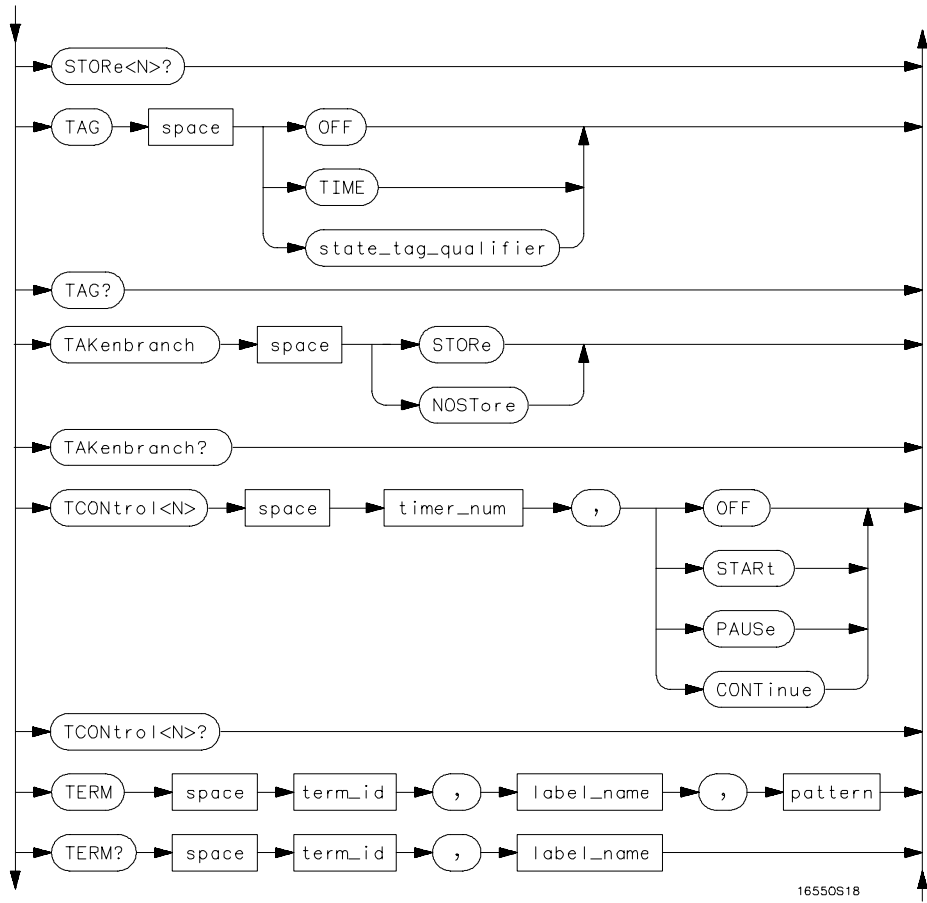 STORe<N>?
TAG space OFF
TIME
state_tag_qualifier
TAG?
TAKenbranch space STORe
NOSTore
TAKenbranch?
TCONtrol<N> space timer_num , OFF
STARt
PAUSe
CONTinue
TCONtrol<N>?
TERM space term_id , label_name , pattern
TERM? space term_id , label_name
16550S18